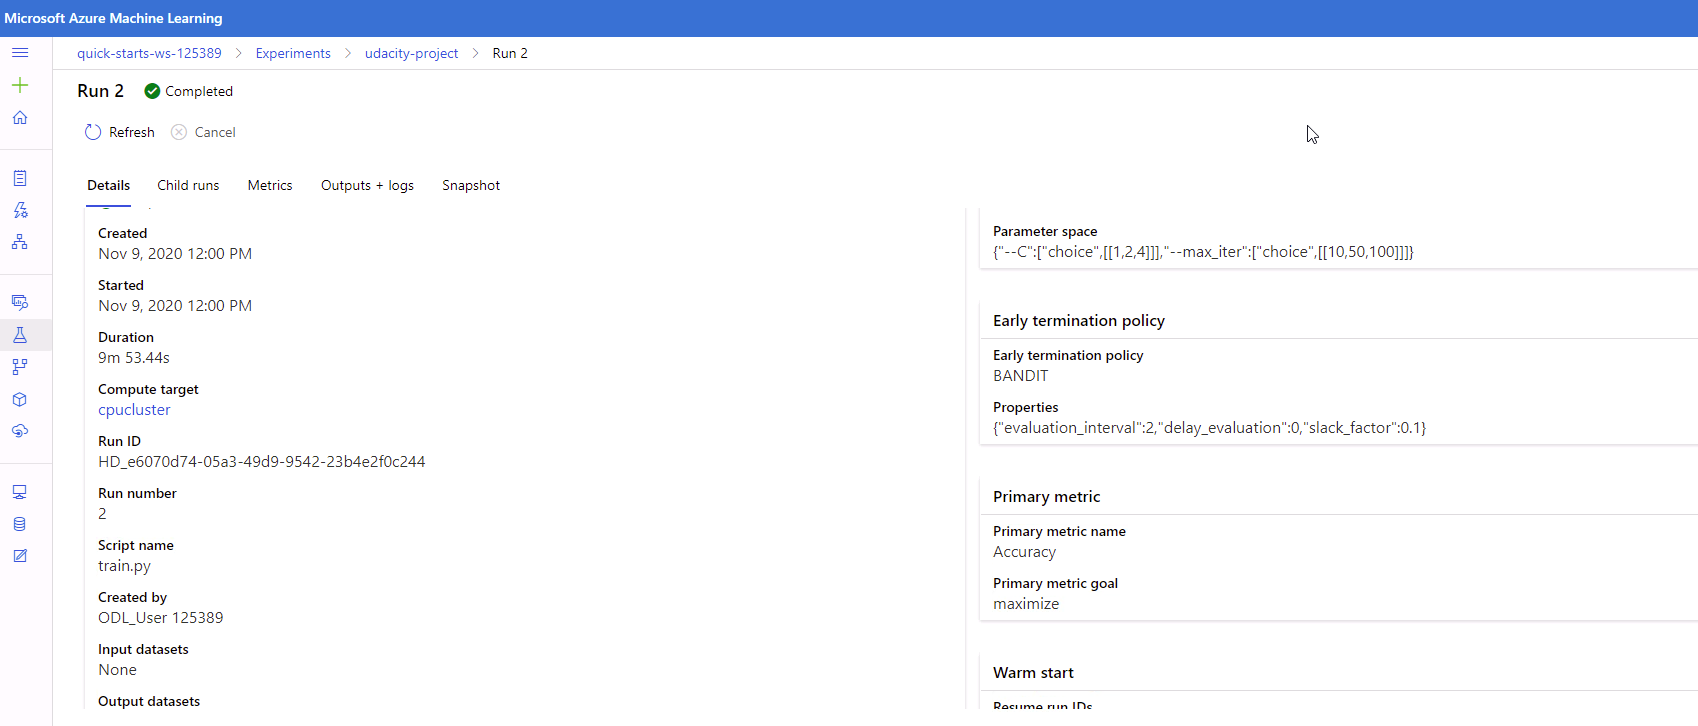 Microsoft Azure Machine Learning
quick-starts-ws-125389 > Experiments > udacity-project > Run 2
Run 2 Completed
Refresh Cancel
Details Child runs Metrics Outputs + logs Snapshot
Created
Nov 9, 2020 12:00 PM
Started
Nov 9, 2020 12:00 PM
Duration
9m 53.44s
Compute target
cpucluster
Run ID
HD_e6070d74-05a3-49d9-9542-23b4e2f0c244
Run number
2
Script name
train.py
Created by
ODL_User 125389
Input datasets
None
Output datasets
Parameter space
{"--C":["choice",[[1,2,4]]],"--max_iter":["choice",[[10,50,100]]]}
Early termination policy
Early termination policy
BANDIT
Properties
{"evaluation_interval":2,"delay_evaluation":0,"slack_factor":0.1}
Primary metric
Primary metric name
Accuracy
Primary metric goal
maximize
Warm start
Resume run IDs